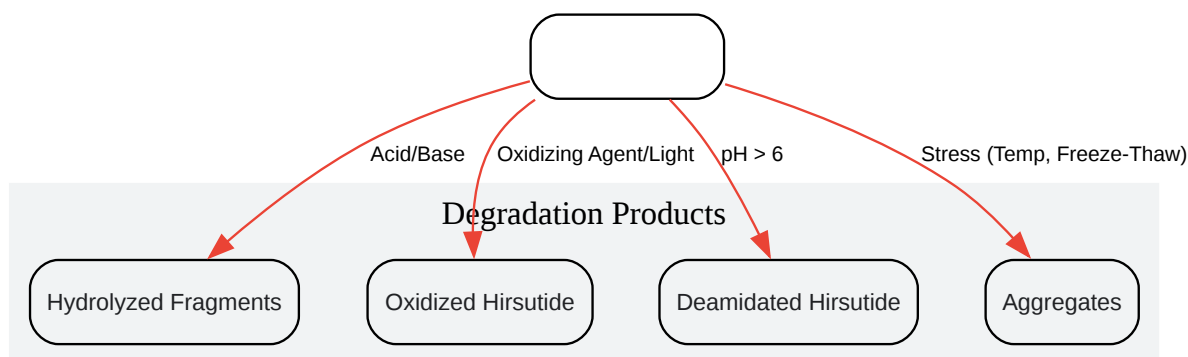 Acid/Base
Oxidizing Agent/Light
pH > 6
Stress (Temp, Freeze-Thaw)
Degradation Products
Hydrolyzed Fragments
Oxidized Hirsutide
Deamidated Hirsutide
Aggregates